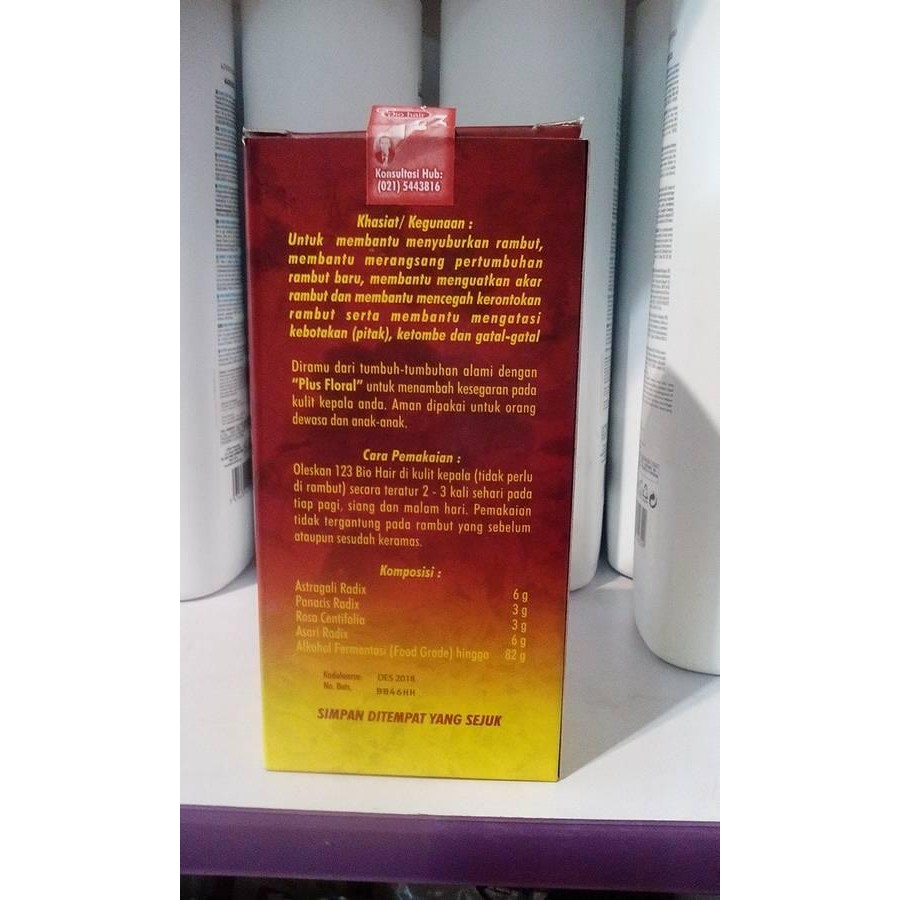 Bio hair
123
Konsultasi Hub:
(021) 5443816
Khasiat/ Kegunaan :
Untuk membantu menyuburkan rambut,
membantu merangsang pertumbuhan
rambut baru, membantu menguatkan akar
rambut dan membantu mencegah kerontokan
rambut serta membantu mengatasi
kebotakan (pitak), ketombe dan gatal-gatal
Diramu dari tumbuh-tumbuhan alami dengan
"Plus Floral" untuk menambah kesegaran pada
kulit kepala anda. Aman dipakai untuk orang
dewasa dan anak-anak.
Cara Pemakaian :
Oleskan 123 Bio Hair di kulit kepala (tidak perlu
di rambut) secara teratur 2 - 3 kali sehari pada
tiap pagi, siang dan malam hari. Pemakaian
tidak tergantung pada rambut yang sebelum
ataupun sesudah keramas.
Komposisi :
Astragali Radix 6 g
Panacis Radix 3 g
Rosa Centifolia 3 g
Asari Radix 6 g
Alkohol Fermentasi (Food Grade) hingga 82 g
Kadaluarsa: DES 2018
No. Bets. BB46HH
SIMPAN DITEMPAT YANG SEJUK